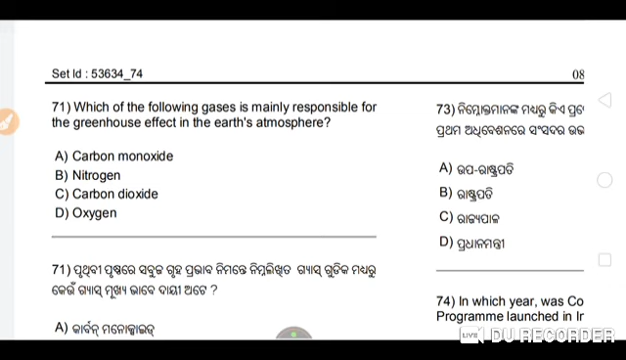 Set Id : 53634_74
08
71) Which of the following gases is mainly responsible for
the greenhouse effect in the earth's atmosphere?
A) Carbon monoxide
B) Nitrogen
C) Carbon dioxide
D) Oxygen
71) ପୃଥିବୀ ପୃଷ୍ଠରେ ସବୁଜ ଗୃହ ପ୍ରଭାବ ନିମନ୍ତେ ନିମ୍ନଲିଖିତ ଗ୍ୟାସ୍ ଗୁଡିକ ମଧ୍ୟରୁ
କେଉଁ ଗ୍ୟାସ୍ ମୂଖ୍ୟ ଭାବେ ଦାୟୀ ଅଟେ ?
A) କାର୍ବନ୍ ମନୋକ୍ସାଇଡ୍
73) ନିମ୍ନୋକ୍ତମାନଙ୍କ ମଧ୍ୟରୁ କିଏ
ପ୍ରଥମ ଅଧିବେଶନରେ ସଂସଦର
A) ଉପ-ରାଷ୍ଟ୍ରପତି
B) ରାଷ୍ଟ୍ରପତି
C) ରାଜ୍ୟପାଳ
D) ପ୍ରଧାନମନ୍ତ୍ରୀ
74) In which year, was Co
Programme launched in Ir
LIVE DU RECORDER